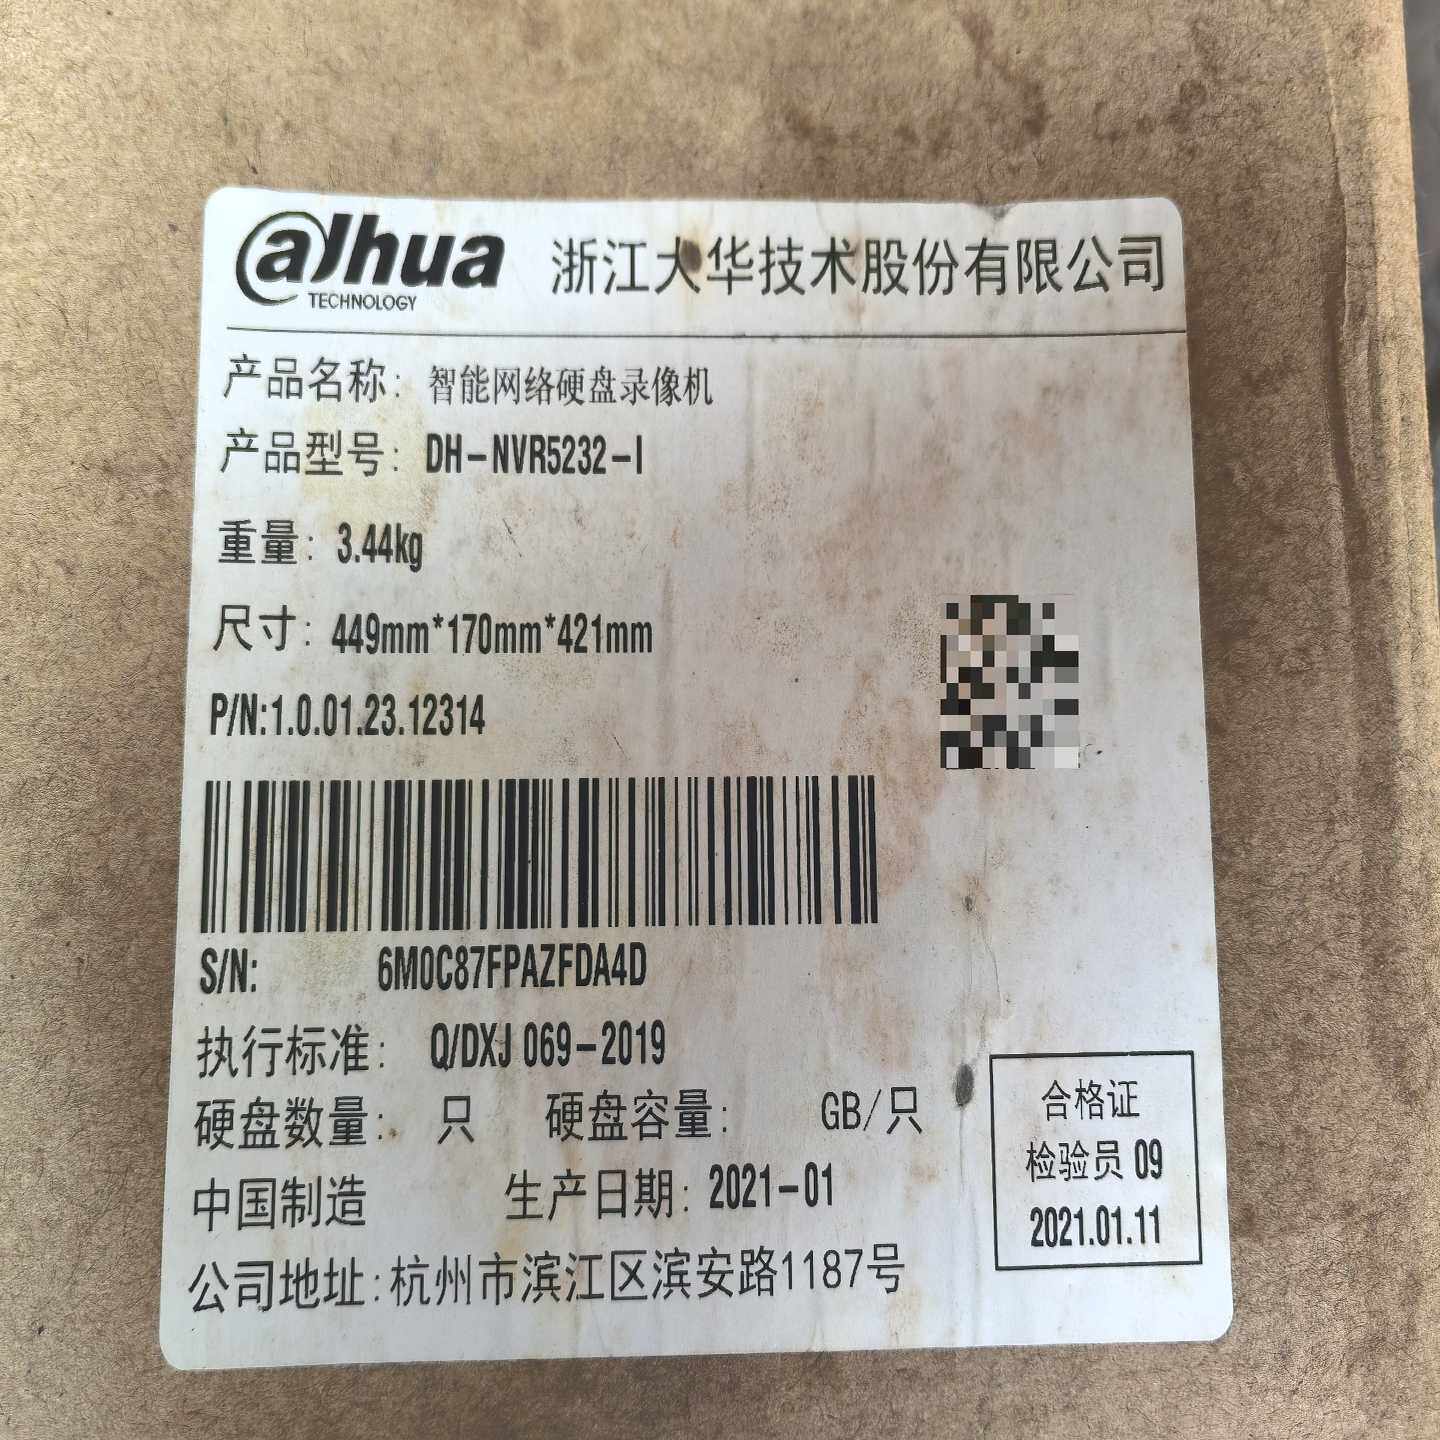 alhua
TECHNOLOGY
浙江大华技术股份有限公司
产品名称: 智能网络硬盘录像机
产品型号: DH-NVR5232-I
重量: 3.44kg
尺寸: 449mm*170mm*421mm
P/N:1.0.01.23.12314
S/N: 6M0C87FPAZFDA4D
执行标准: Q/DXJ 069-2019
硬盘数量: 只 硬盘容量: GB/只
中国制造 生产日期: 2021-01
公司地址:杭州市滨江区滨安路1187号
合格证
检验员 09
2021.01.11